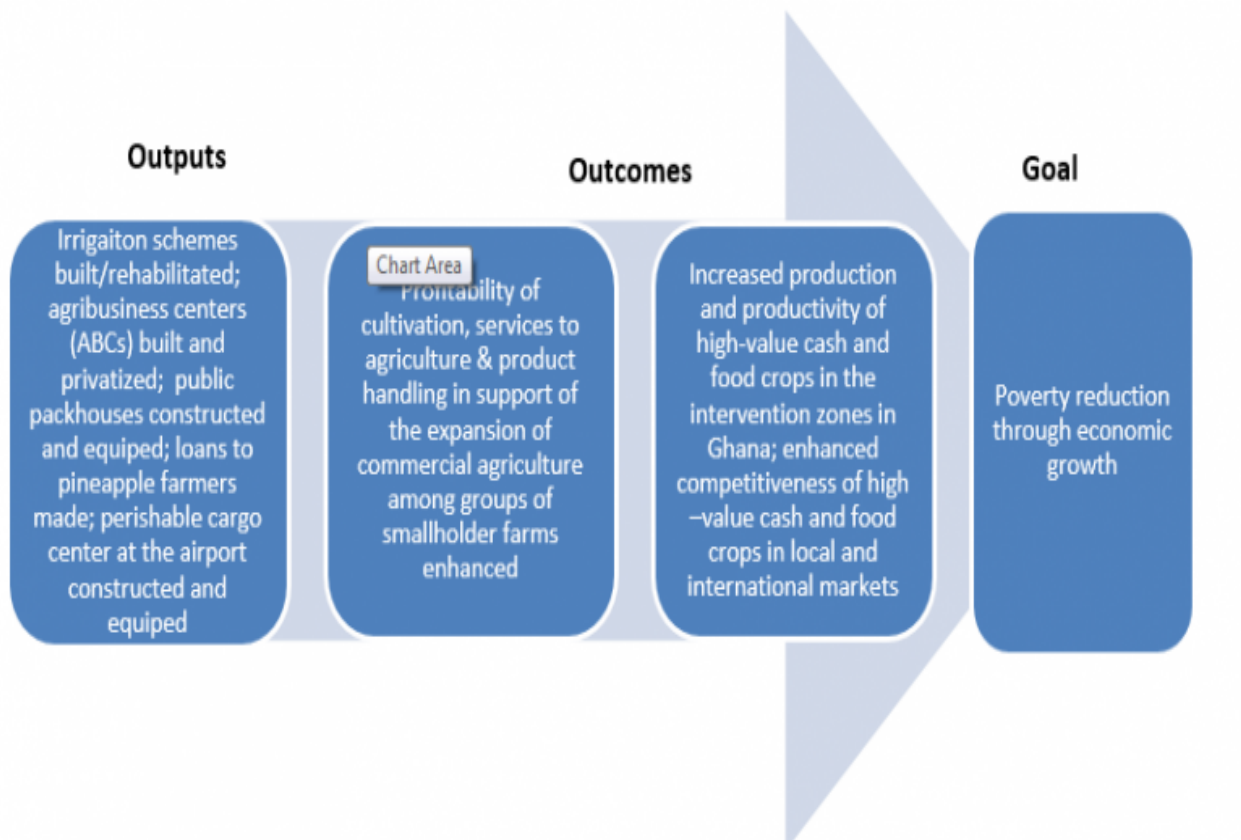 Outputs
Irrigaiton schemes
built/rehabilitated;
agribusiness centers
(ABCs) built and
privatized; public
packhouses constructed
and equiped; loans to
pineapple farmers
made; perishable cargo
center at the airport
constructed and
equiped
Outcomes
Chart Area
Profitability of
cultivation, services to
agriculture & product
handling in support of
the expansion of
commercial agriculture
among groups of
smallholder farms
enhanced
Increased production
and productivity of
high-value cash and
food crops in the
intervention zones in
Ghana; enhanced
competitiveness of high
–value cash and food
crops in local and
international markets
Goal
Poverty reduction
through economic
growth